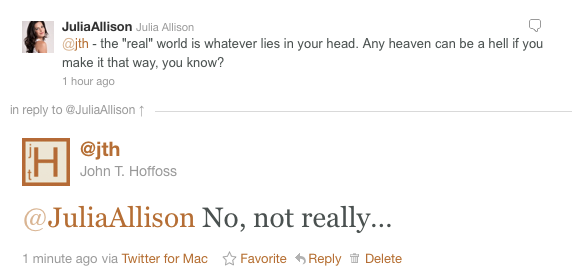 JuliaAllison Julia Allison
@jth - the "real" world is whatever lies in your head. Any heaven can be a hell if you
make it that way, you know?
1 hour ago
in reply to @JuliaAllison ↑
jt H
@jth
John T. Hoffoss
@JuliaAllison No, not really...
1 minute ago via Twitter for Mac Favorite Reply Delete